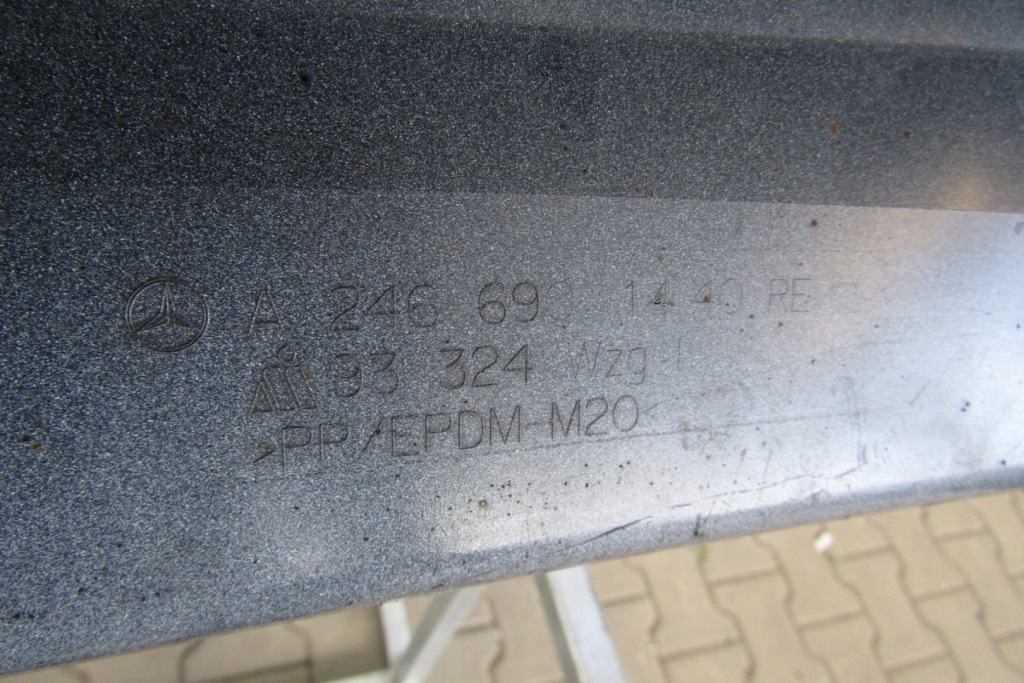 A 246 690 14 40 RE
93 324 Wzg
>PP/EPDM-M20<